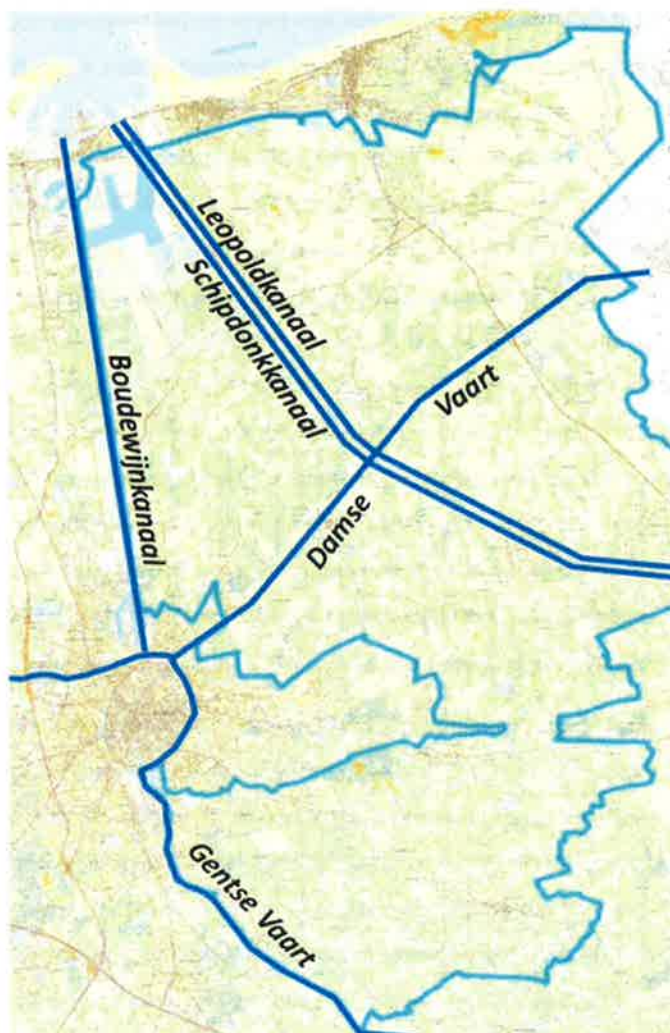 Leopoldkanaal
Schipdonkkanaal
Boudewijnkanaal
Damse
Vaart
Gentse Vaart